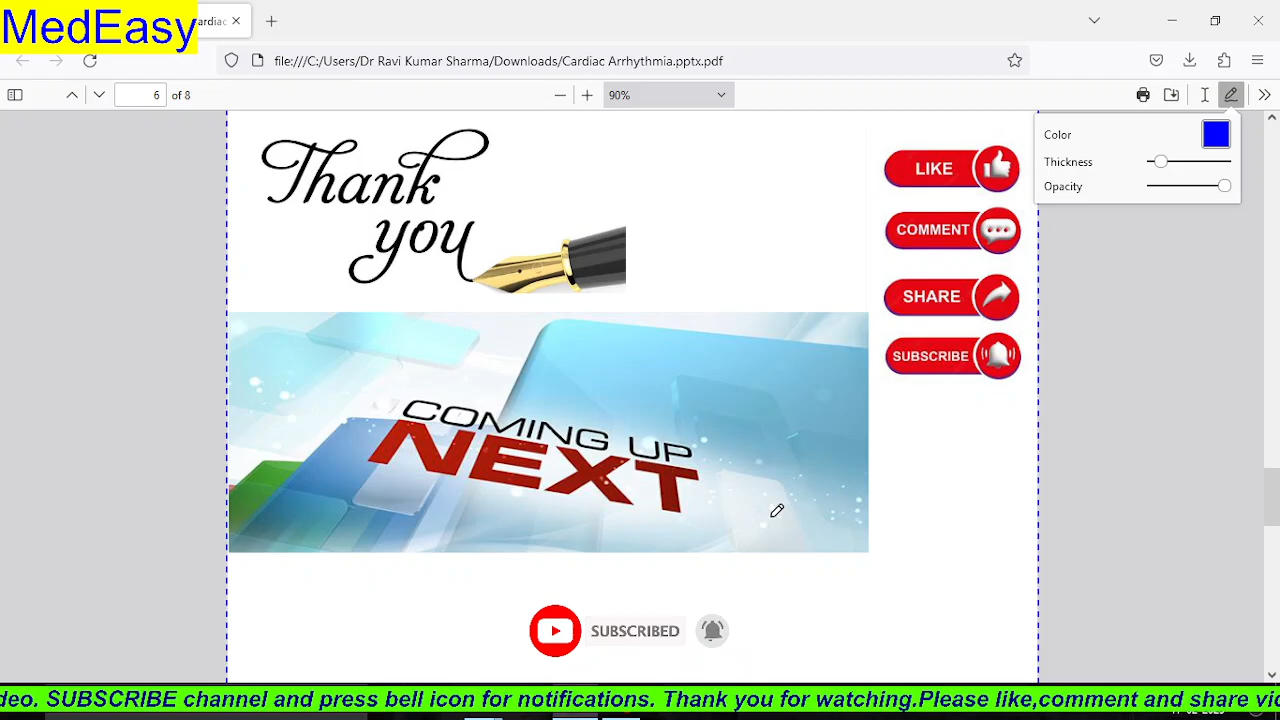 MedEasy
ardiac
file:///C:/Users/Dr Ravi Kumar Sharma/Downloads/Cardiac Arrhythmia.pptx.pdf
6 of 8
90%
Color
Thickness
Opacity
Thank
you
LIKE
COMMENT
SHARE
SUBSCRIBE
COMING UP
NEXT
SUBSCRIBED
deo. SUBSCRIBE channel and press bell icon for notifications. Thank you for watching.Please like,comment and share vi